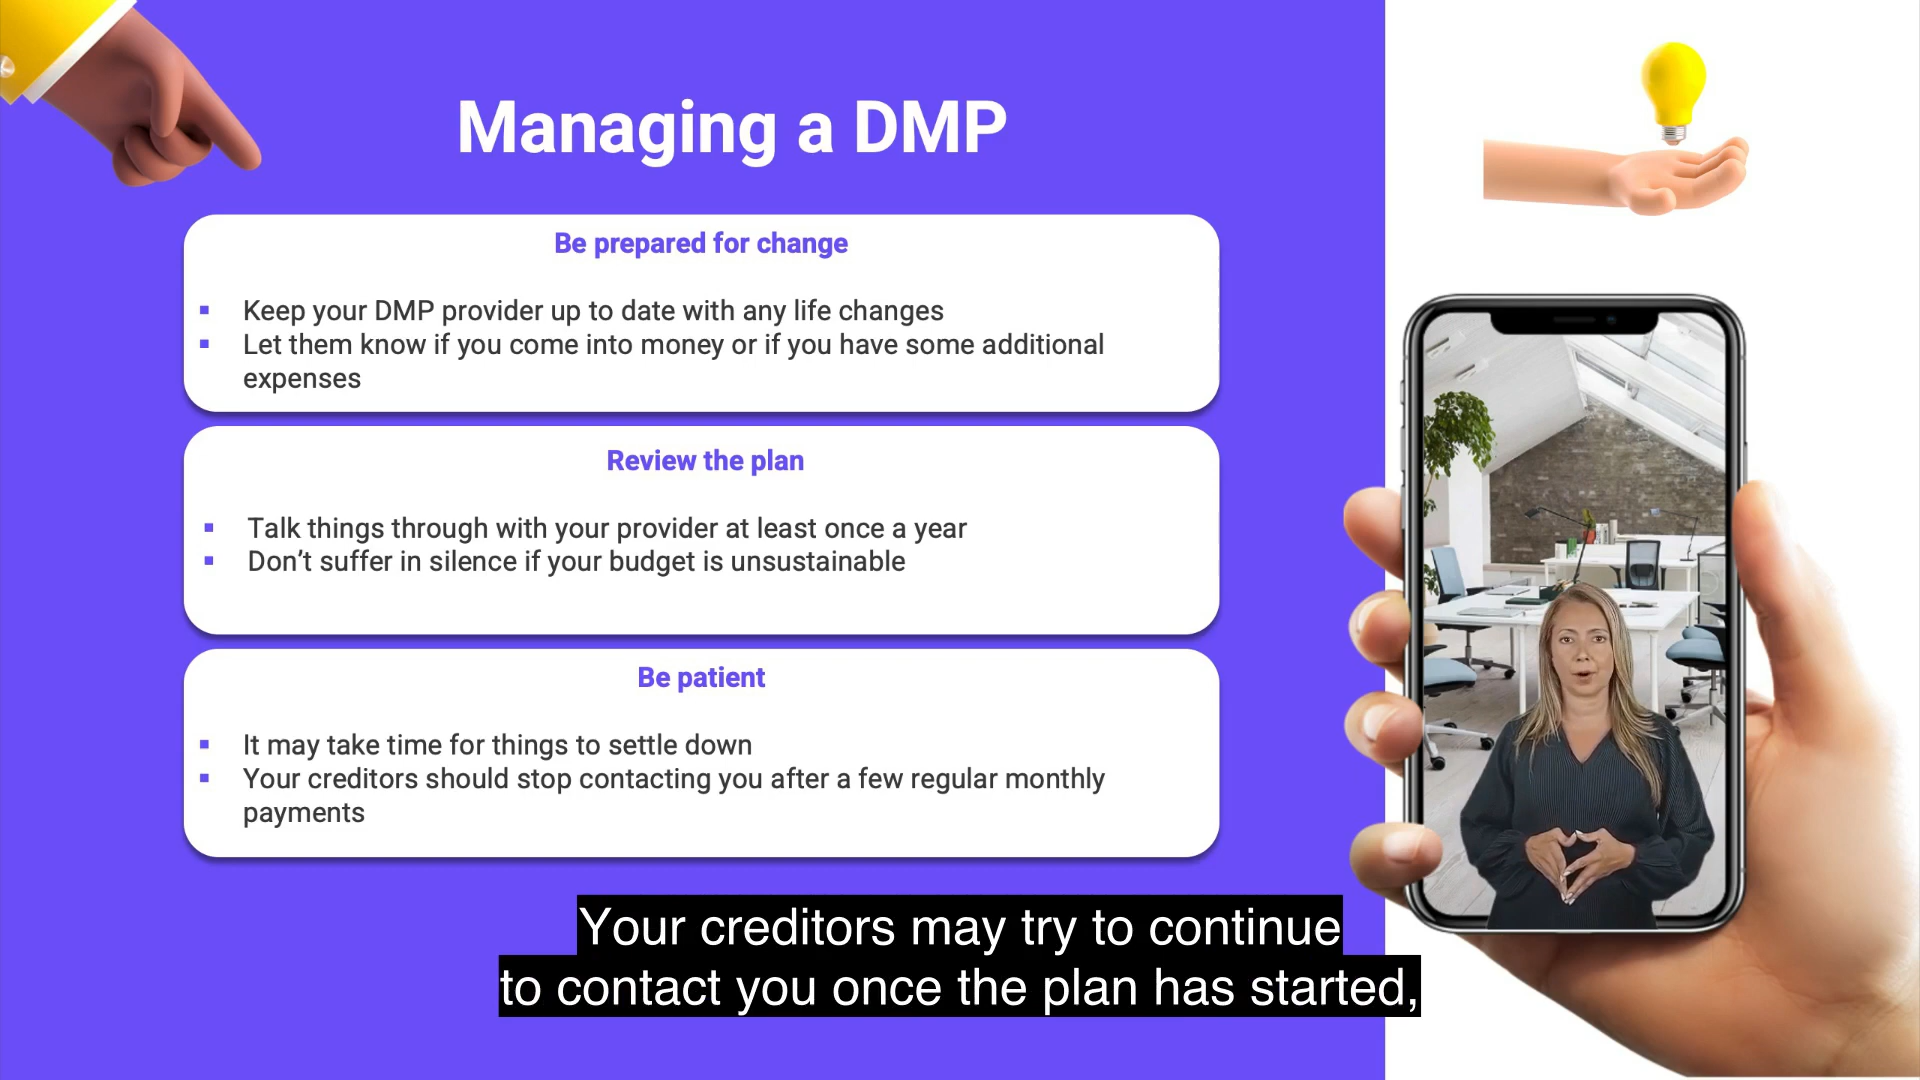 Managing a DMP
Be prepared for change
▪ Keep your DMP provider up to date with any life changes
▪ Let them know if you come into money or if you have some additional
expenses
Review the plan
▪ Talk things through with your provider at least once a year
▪ Don’t suffer in silence if your budget is unsustainable
Be patient
▪ It may take time for things to settle down
▪ Your creditors should stop contacting you after a few regular monthly
payments
Your creditors may try to continue
to contact you once the plan has started,